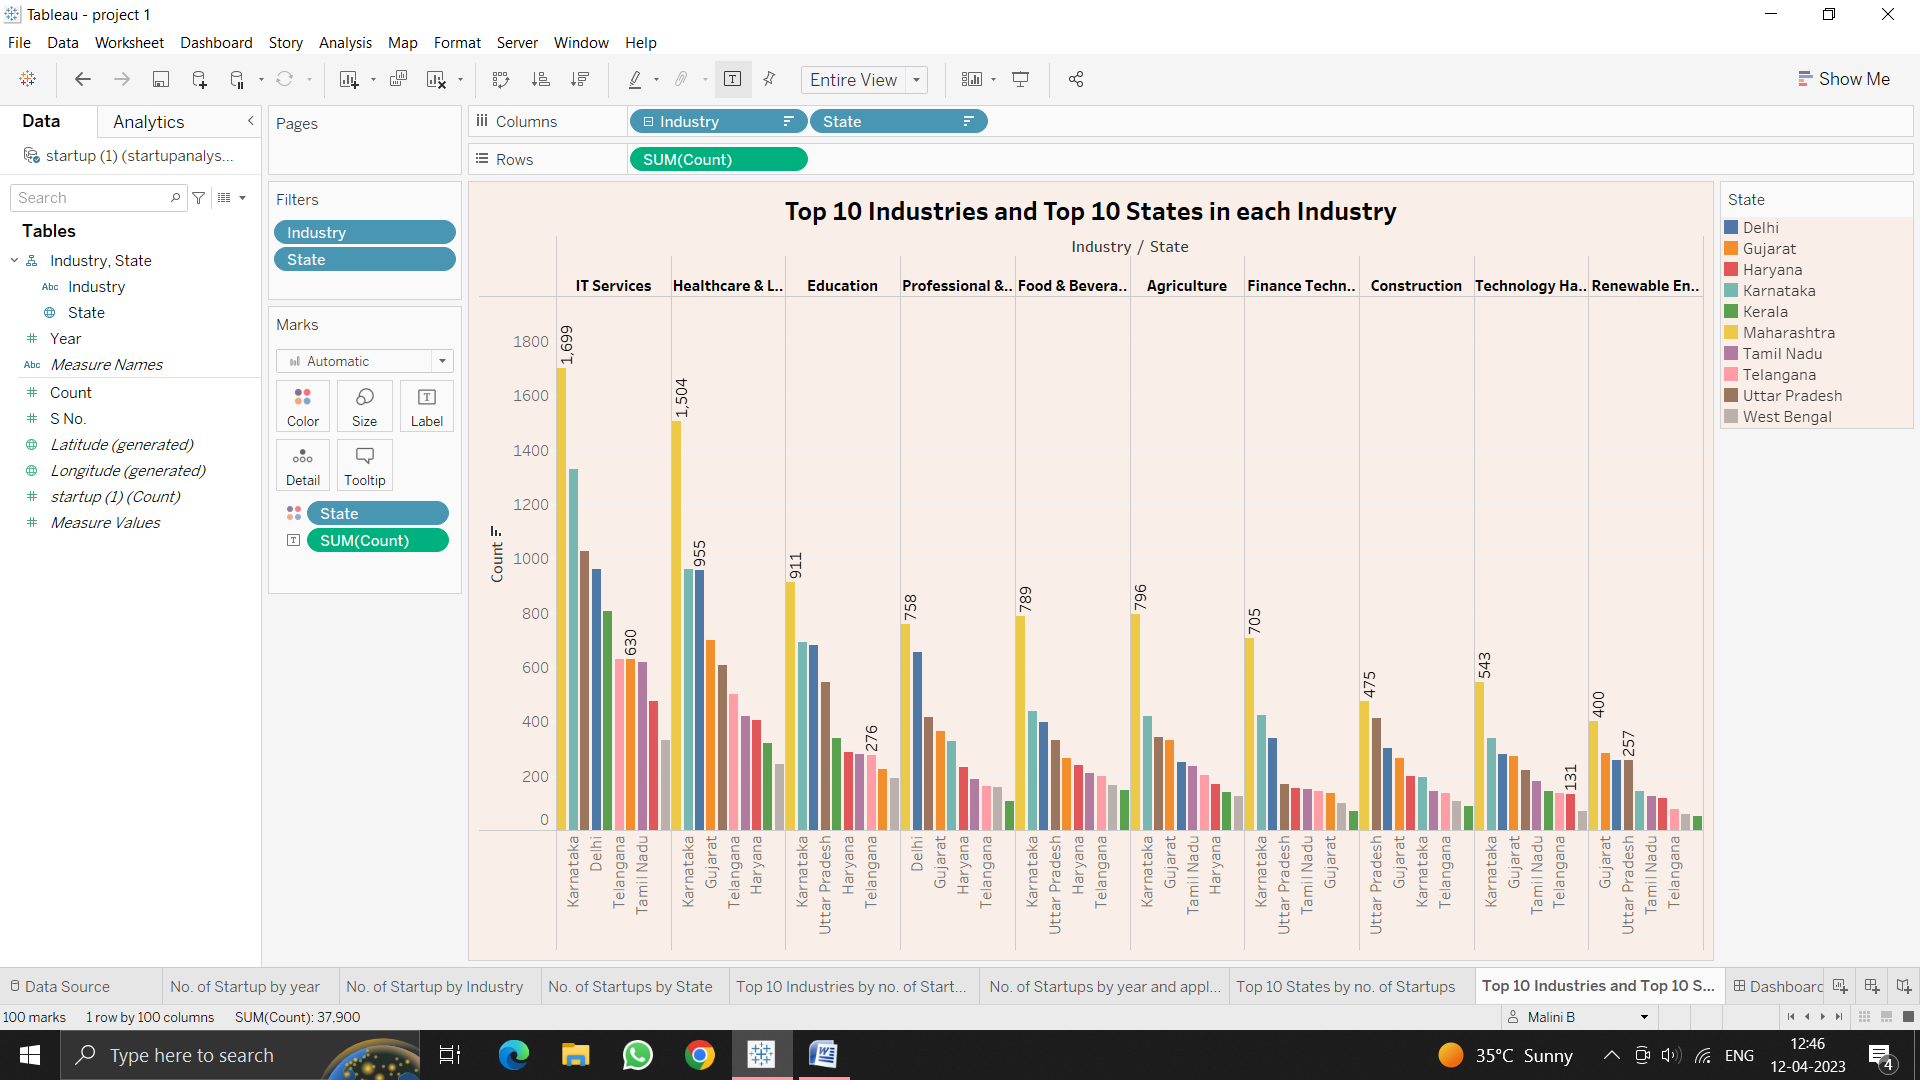 Tableau - project 1
File Data Worksheet Dashboard Story Analysis Map Format Server Window Help
Entire View
Show Me
Data Analytics
startup (1) (startupanalys...
Search
Tables
Industry, State
Abc Industry
State
Year
Abc Measure Names
Count
S No.
Latitude (generated)
Longitude (generated)
startup (1) (Count)
Measure Values
Pages
Filters
Industry
State
Marks
Automatic
Color Size Label
Detail Tooltip
State
SUM(Count)
Columns Industry State
Rows SUM(Count)
Top 10 Industries and Top 10 States in each Industry
Industry / State
IT Services Healthcare & L.. Education Professional &.. Food & Bevera.. Agriculture Finance Techn.. Construction Technology Ha.. Renewable En..
Count
1800
1600
1400
1200
1000
800
600
400
200
0
1,699 630 1,504 955 911 276 758 789 796 705 475 543 131 400 257
Karnataka Delhi Telangana Tamil Nadu
Karnataka Gujarat Telangana Haryana
Karnataka Uttar Pradesh Haryana Telangana
Delhi Gujarat Haryana Telangana
Karnataka Uttar Pradesh Haryana Telangana
Karnataka Gujarat Tamil Nadu Haryana
Karnataka Uttar Pradesh Tamil Nadu Gujarat
Uttar Pradesh Gujarat Karnataka Telangana
Karnataka Gujarat Tamil Nadu Telangana
Gujarat Uttar Pradesh Tamil Nadu Telangana
State
Delhi
Gujarat
Haryana
Karnataka
Kerala
Maharashtra
Tamil Nadu
Telangana
Uttar Pradesh
West Bengal
Data Source No. of Startup by year No. of Startup by Industry No. of Startups by State Top 10 Industries by no. of Start... No. of Startups by year and appl... Top 10 States by no. of Startups Top 10 Industries and Top 10 S... Dashboard
100 marks 1 row by 100 columns SUM(Count): 37,900 Malini B
Type here to search
35°C Sunny
ENG
12:46
12-04-2023
4